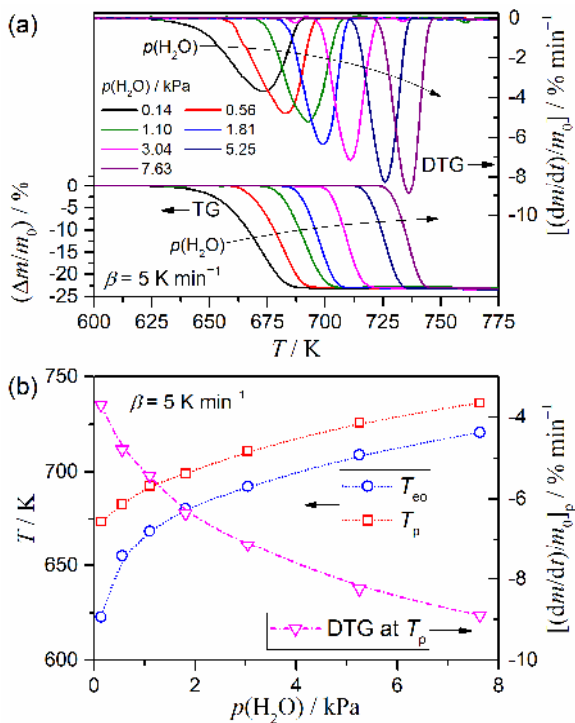 (a)
p(H₂O)
p(H₂O) / kPa
0.14 0.56
1.10 1.81
3.04 5.25
7.63
DTG
0
-2
-4
-6
-8
-10
[(dm/dt)/m₀] / % min⁻¹
(Δm/m₀) / %
0
-5
-10
-15
-20
-25
TG
p(H₂O)
β = 5 K min⁻¹
600 625 650 675 700 725 750 775
T / K
(b)
β = 5 K min⁻¹
T / K
750
700
675
650
600
Tₑₒ
Tₚ
DTG at Tₚ
-4
-6
-8
-10
[(dm/dt)/m₀]ₚ / % min⁻¹
0 2 4 6 8
p(H₂O) / kPa